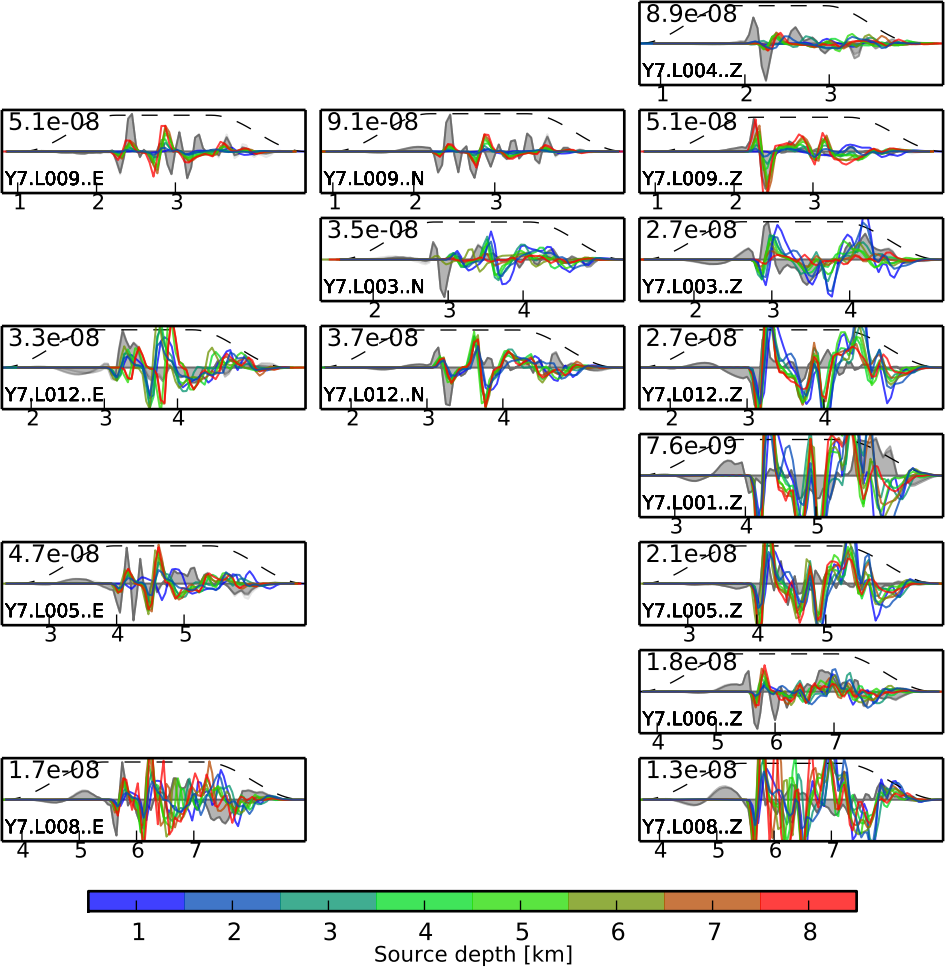 8.9e-08
Y7.L004..Z
1 2 3
5.1e-08 9.1e-08 5.1e-08
Y7.L009..E Y7.L009..N Y7.L009..Z
1 2 3 1 2 3 1 2 3
3.5e-08 2.7e-08
Y7.L003..N Y7.L003..Z
2 3 4 2 3 4
3.3e-08 3.7e-08 2.7e-08
Y7.L012..E Y7.L012..N Y7.L012..Z
2 3 4 2 3 4 2 3 4
7.6e-09
Y7.L001..Z
3 4 5
4.7e-08 2.1e-08
Y7.L005..E Y7.L005..Z
3 4 5 3 4 5
1.8e-08
Y7.L006..Z
4 5 6 7
1.7e-08 1.3e-08
Y7.L008..E Y7.L008..Z
4 5 6 7 4 5 6 7
1 2 3 4 5 6 7 8
Source depth [km]